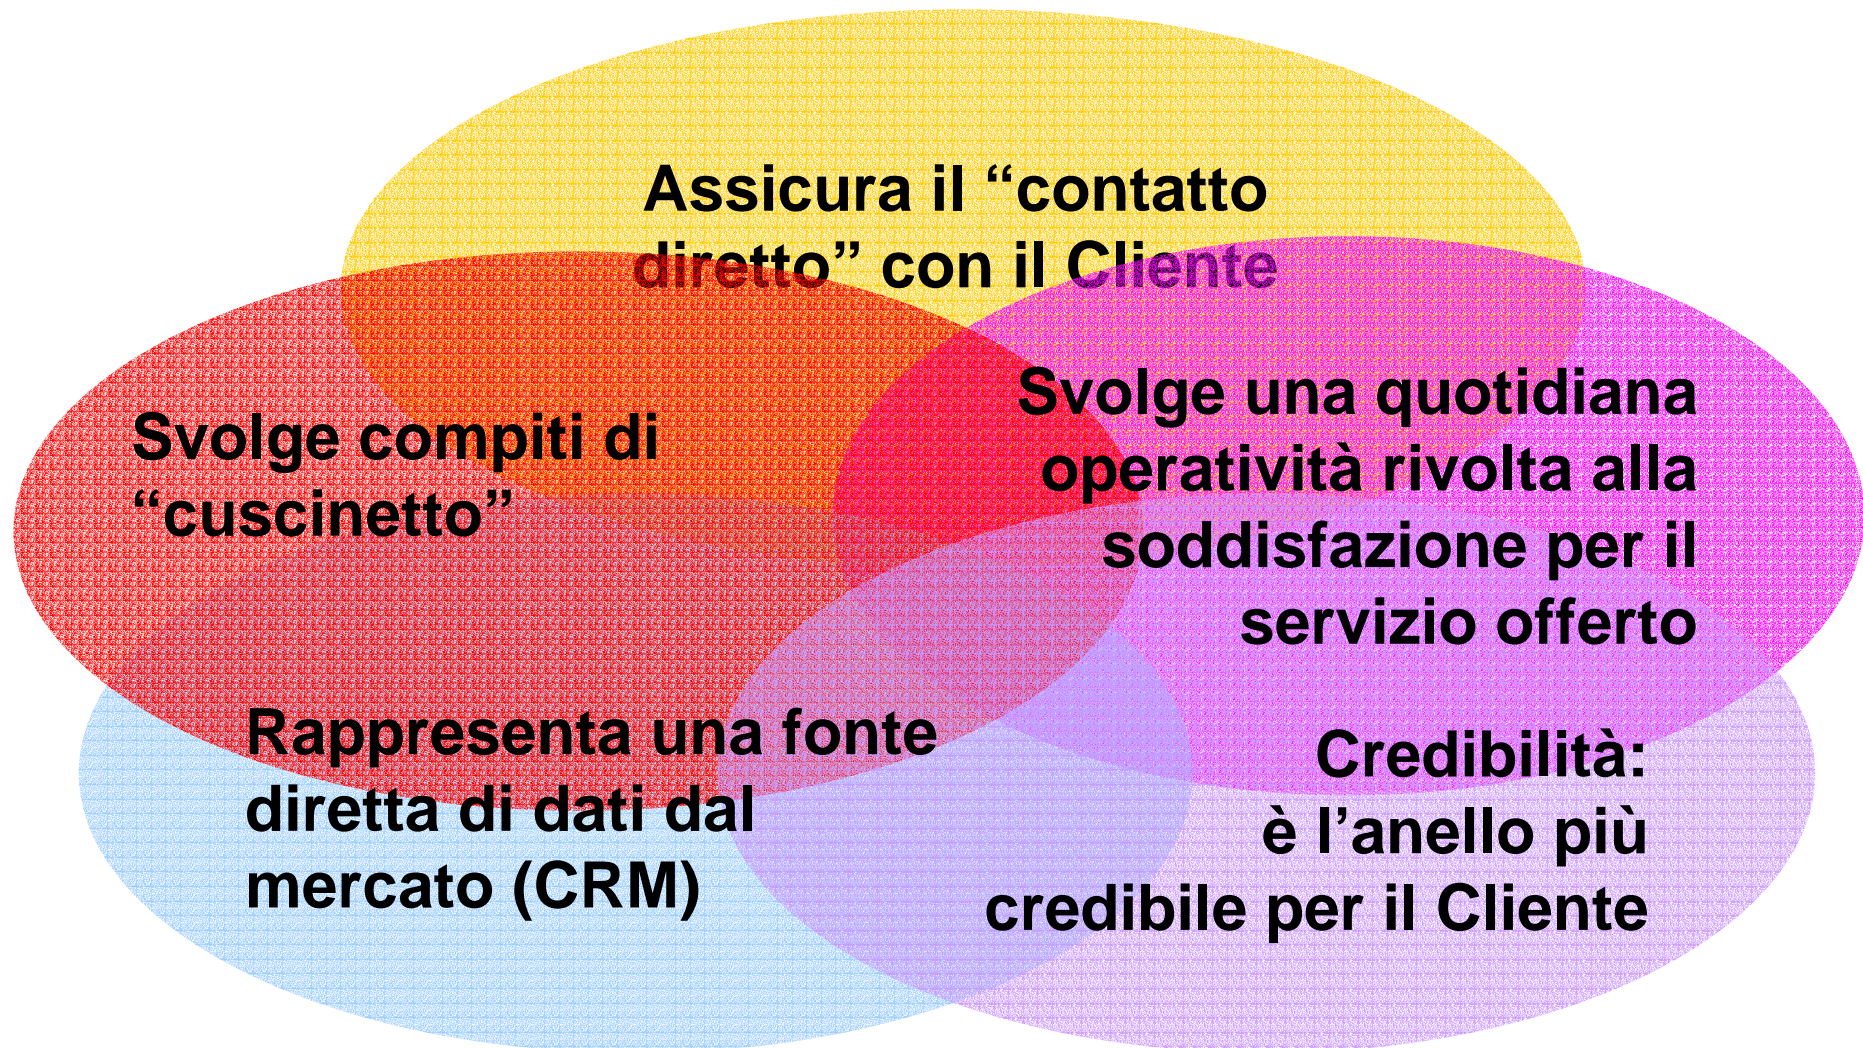 Assicura il “contatto
diretto” con il Cliente
Svolge compiti di
“cuscinetto”
Svolge una quotidiana
operatività rivolta alla
soddisfazione per il
servizio offerto
Rappresenta una fonte
diretta di dati dal
mercato (CRM)
Credibilità:
è l’anello più
credibile per il Cliente